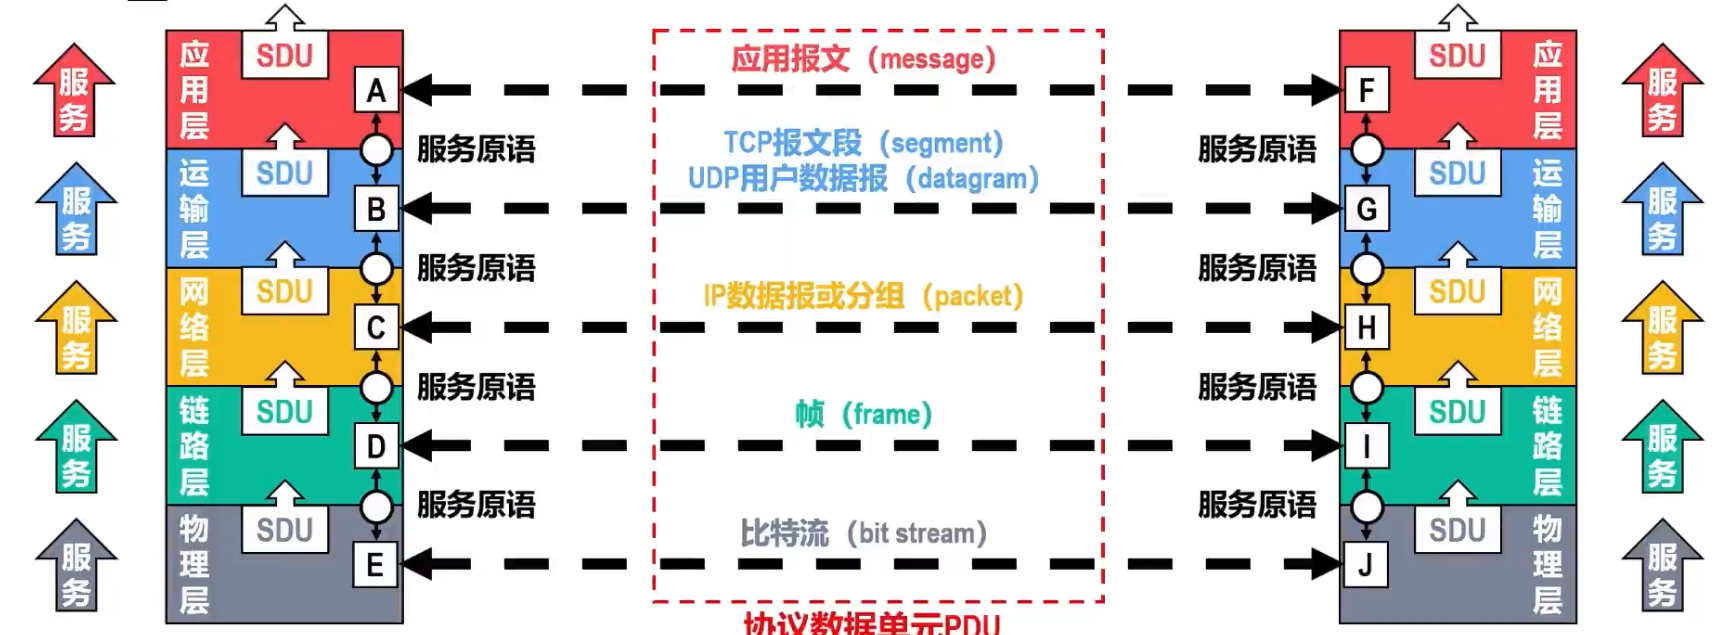 服务
应用层
SDU
A
应用报文（message）
F
SDU
应用层
服务
服务原语
TCP报文段（segment）
UDP用户数据报（datagram）
服务原语
服务
运输层
SDU
B
G
SDU
运输层
服务
服务原语
服务原语
服务
网络层
SDU
C
IP数据报或分组（packet）
H
SDU
网络层
服务
服务原语
服务原语
服务
链路层
SDU
D
帧（frame）
I
SDU
链路层
服务
服务原语
服务原语
服务
物理层
SDU
E
比特流（bit stream）
J
SDU
物理层
服务
协议数据单元PDU